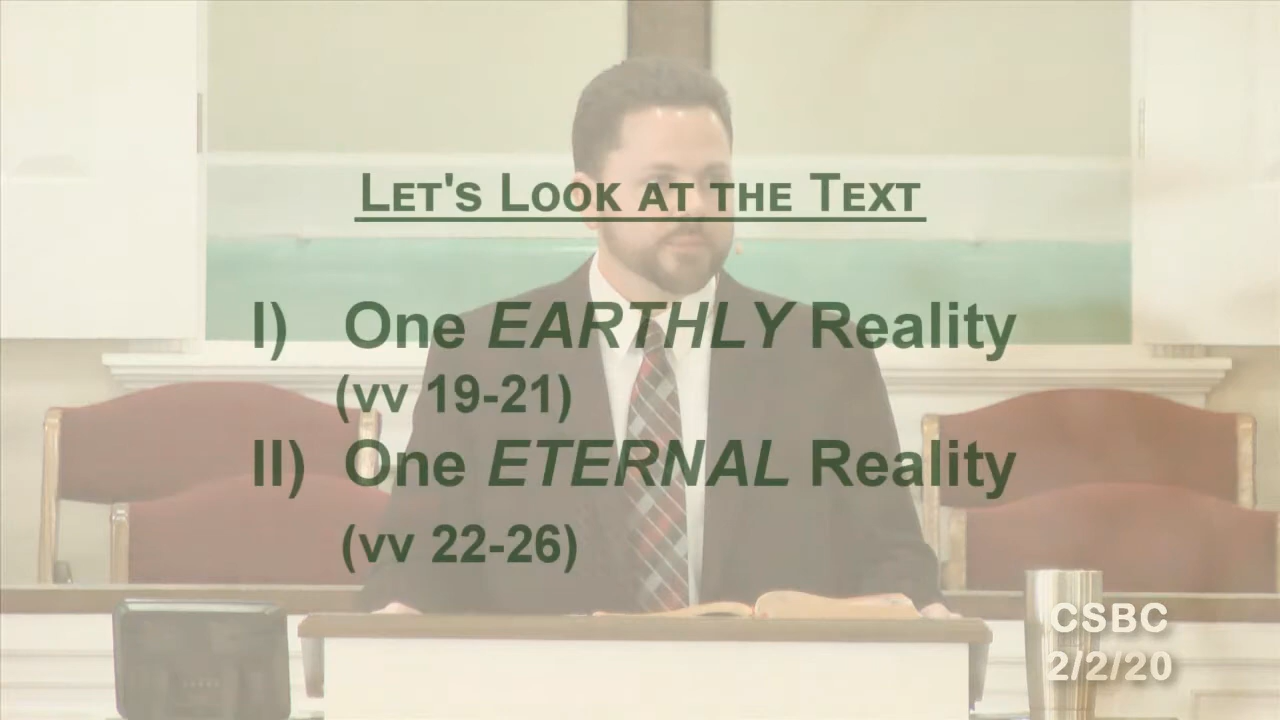 Let's Look at the Text
I) One EARTHLY Reality
(vv 19-21)
II) One ETERNAL Reality
(vv 22-26)
CSBC
2/2/20